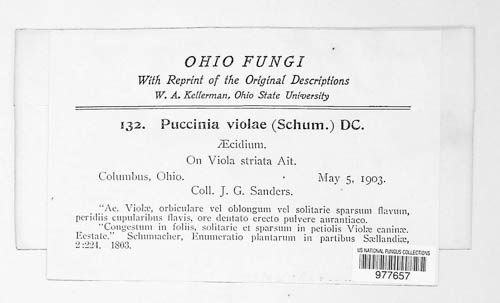 OHIO FUNGI
With Reprint of the Original Descriptions
W. A. Kellerman, Ohio State University
132. Puccinia violae (Schum.) DC.
Æcidium.
On Viola striata Ait.
Columbus, Ohio. May 5, 1903.
Coll. J. G. Sanders.
"Ae. Violæ, orbiculare vel oblongum vel solitarie sparsum flavum,
peridiis cupularibus flavis, ore dentato erecto pulvere aurantiaco.
"Congestum in foliis, solitarie et sparsum in petiolis Violæ caninæ.
Eestate." Schumacher, Enumeratio plantarum in partibus Sællandiæ,
2:224, 1803.
US NATIONAL FUNGUS COLLECTIONS
977657